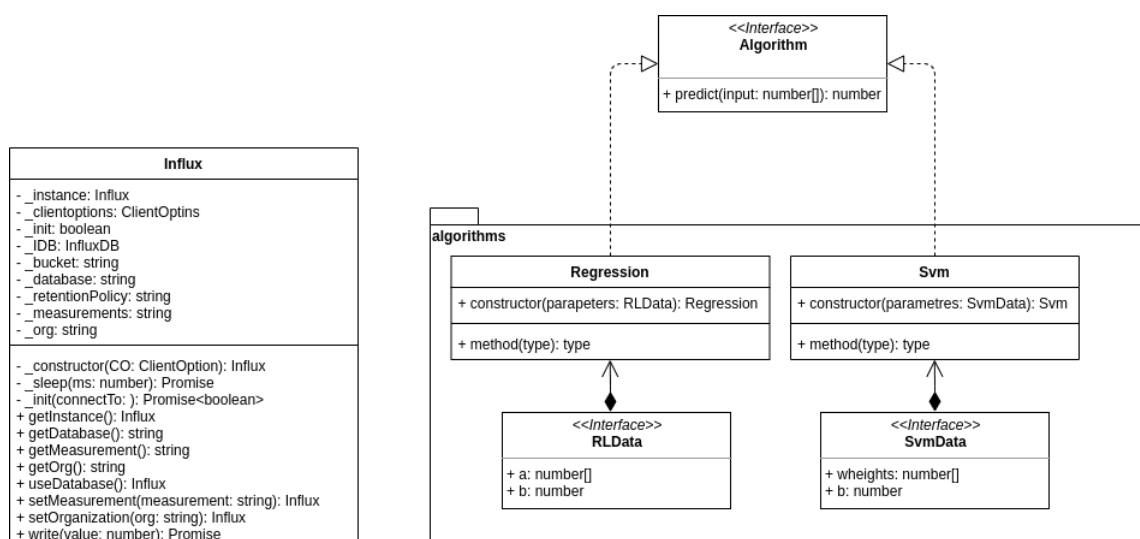 <<Interface>>
Algorithm
+ predict(input: number[]): number
Influx
- _instance: Influx
- _clientoptions: ClientOptins
- _init: boolean
- _IDB: InfluxDB
- _bucket: string
- _database: string
- _retentionPolicy: string
- _measurements: string
- _org: string
- _constructor(CO: ClientOption): Influx
- _sleep(ms: number): Promise
- _init(connectTo: ): Promise<boolean>
+ getInstance(): Influx
+ getDatabase(): string
+ getMeasurement(): string
+ getOrg(): string
+ useDatabase(): Influx
+ setMeasurement(measurement: string): Influx
+ setOrganization(org: string): Influx
+ write(value: number): Promise
algorithms
Regression
+ constructor(parapeters: RLData): Regression
+ method(type): type
Svm
+ constructor(parametres: SvmData): Svm
+ method(type): type
<<Interface>>
RLData
+ a: number[]
+ b: number
<<Interface>>
SvmData
+ wheights: number[]
+ b: number